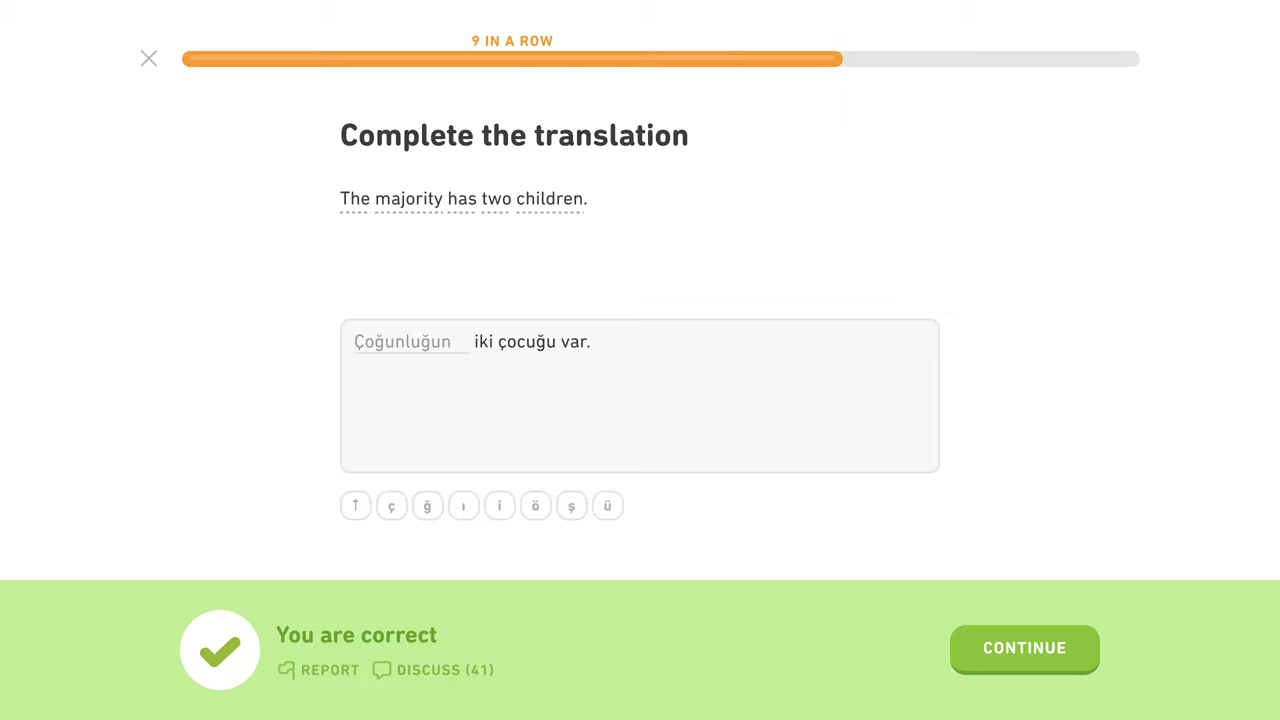 9 IN A ROW
Complete the translation
The majority has two children.
Çoğunluğun iki çocuğu var.
↑ ç ğ ı i ö ş ü
You are correct
REPORT DISCUSS (41)
CONTINUE